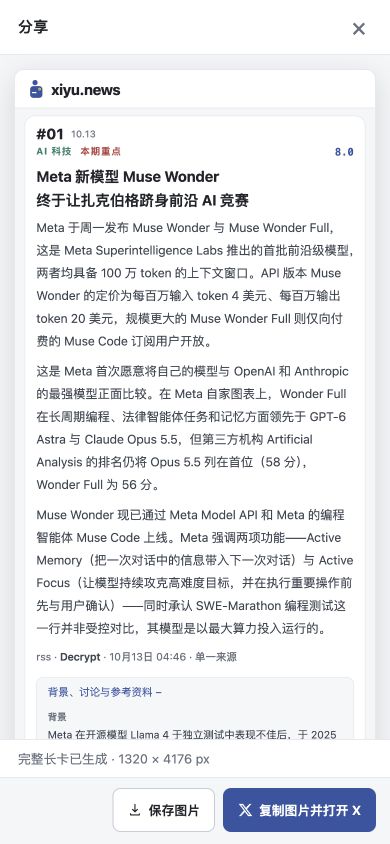 分享
xiyu.news
#01 10.13
AI 科技 本期重点 8.0
Meta 新模型 Muse Wonder
终于让扎克伯格跻身前沿 AI 竞赛
Meta 于周一发布 Muse Wonder 与 Muse Wonder Full，
这是 Meta Superintelligence Labs 推出的首批前沿级模型，
两者均具备 100 万 token 的上下文窗口。API 版本 Muse
Wonder 的定价为每百万输入 token 4 美元、每百万输出
token 20 美元，规模更大的 Muse Wonder Full 则仅向付
费的 Muse Code 订阅用户开放。
这是 Meta 首次愿意将自己的模型与 OpenAI 和 Anthropic
的最强模型正面比较。在 Meta 自家图表上，Wonder Full
在长周期编程、法律智能体任务和记忆方面领先于 GPT-6
Astra 与 Claude Opus 5.5，但第三方机构 Artificial
Analysis 的排名仍将 Opus 5.5 列在首位（58 分），
Wonder Full 为 56 分。
Muse Wonder 现已通过 Meta Model API 和 Meta 的编程
智能体 Muse Code 上线。Meta 强调两项功能——Active
Memory（把一次对话中的信息带入下一次对话）与 Active
Focus（让模型持续攻克高难度目标，并在执行重要操作前
先与用户确认）——同时承认 SWE-Marathon 编程测试这
一行并非受控对比，其模型是以最大算力投入运行的。
rss · Decrypt · 10月13日 04:46 · 单一来源
背景、讨论与参考资料 –
背景
Meta 在开源模型 Llama 4 于独立测试中表现不佳后，于 2025
完整长卡已生成 · 1320 × 4176 px
保存图片
复制图片并打开 X